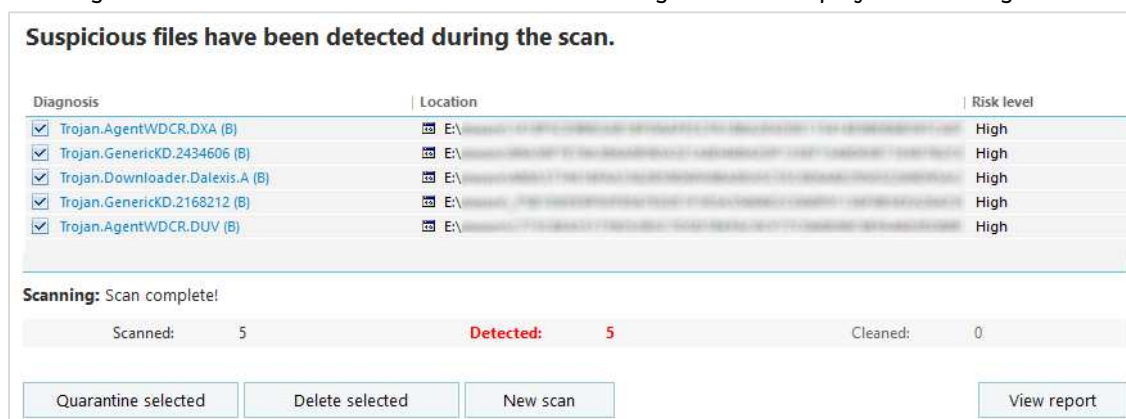 Suspicious files have been detected during the scan.
Diagnosis Location Risk level
Trojan.AgentWDCR.DXA (B) E:\ High
Trojan.GenericKD.2434606 (B) E:\ High
Trojan.Downloader.Dalexis.A (B) E:\ High
Trojan.GenericKD.2168212 (B) E:\ High
Trojan.AgentWDCR.DUV (B) E:\ High
Scanning: Scan complete!
Scanned: 5 Detected: 5 Cleaned: 0
Quarantine selected Delete selected New scan View report